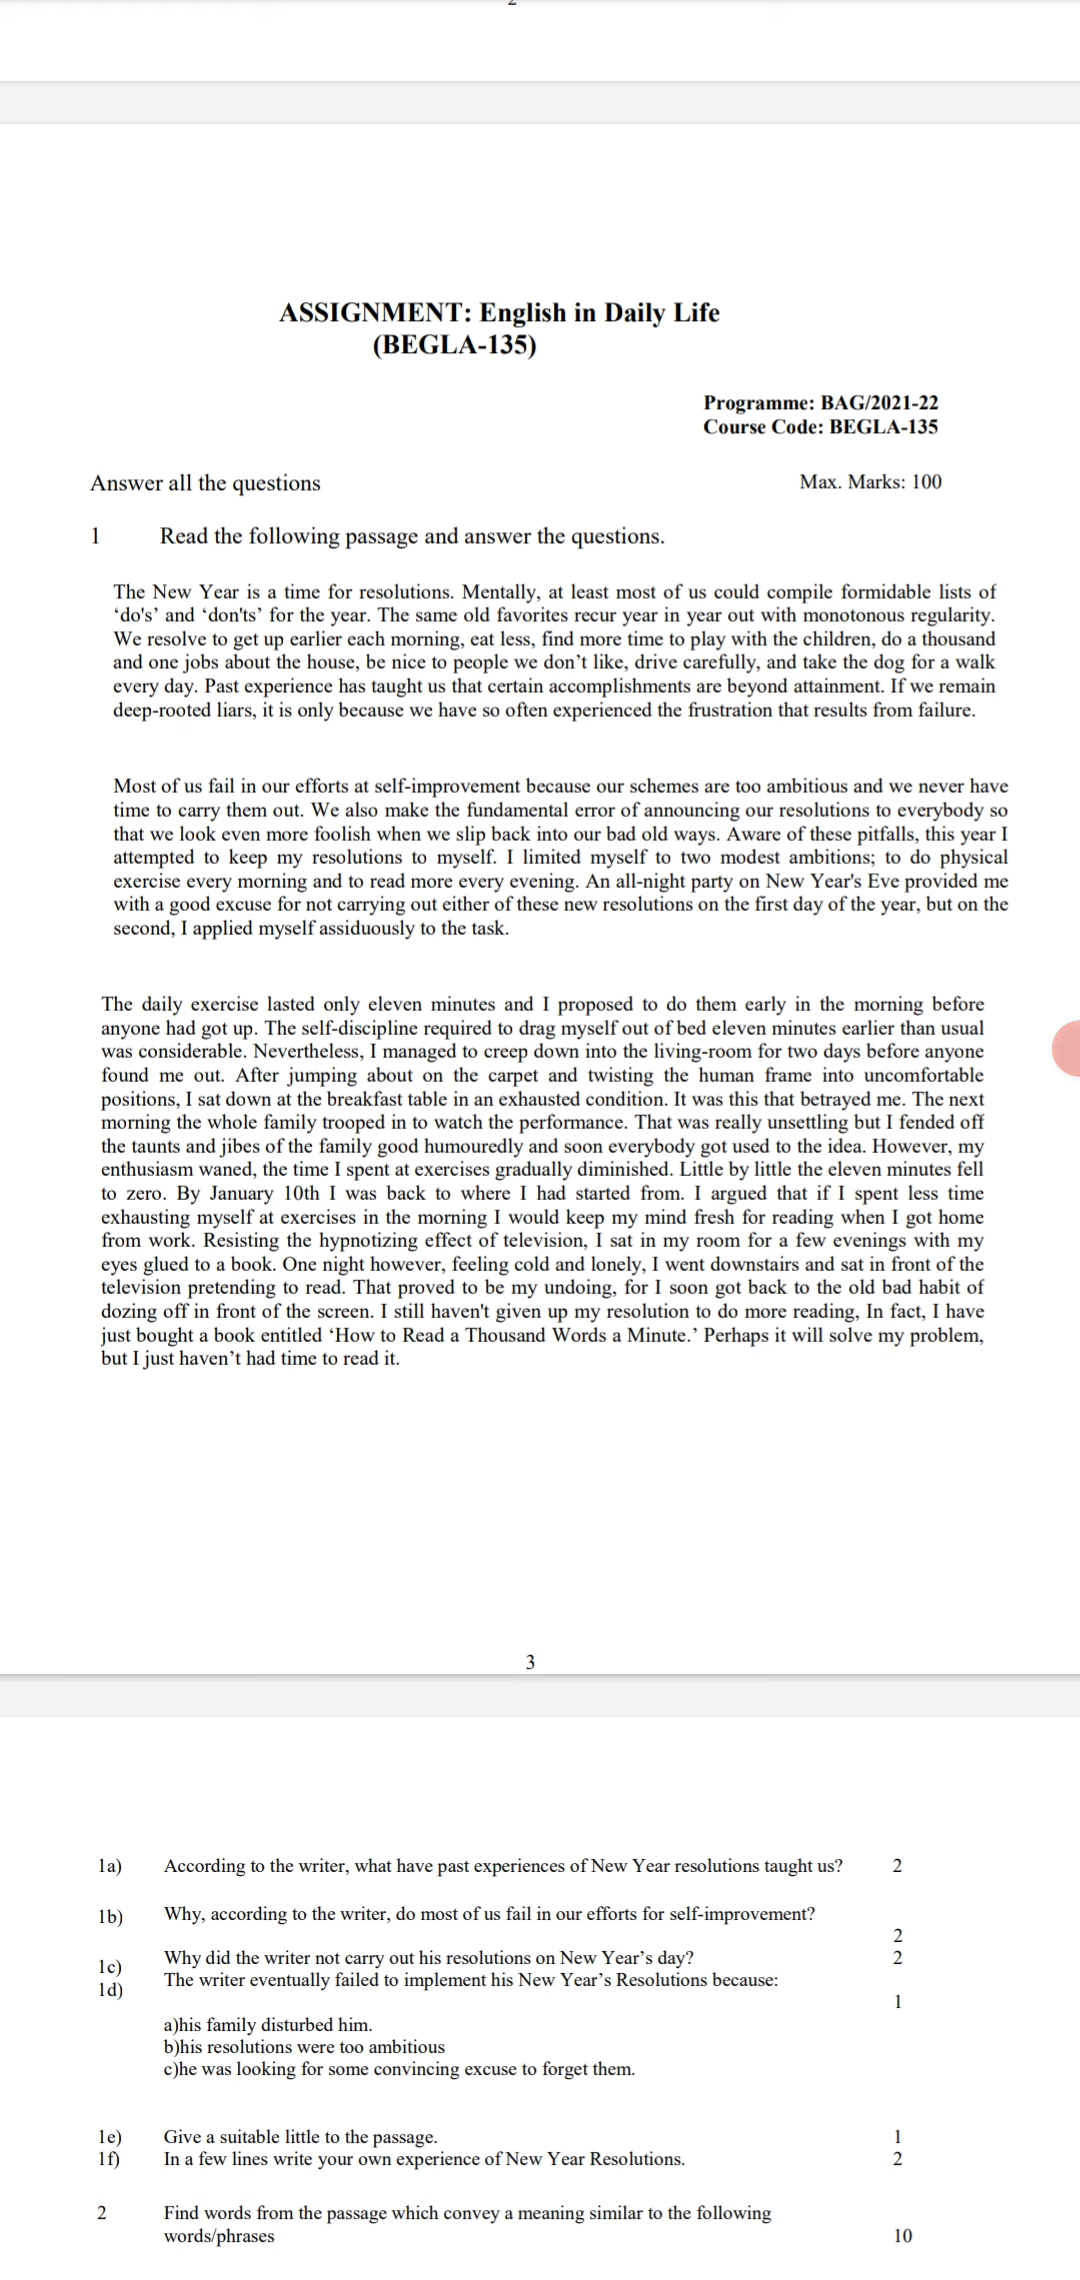 ASSIGNMENT: English in Daily Life
(BEGLA-135)
Programme: BAG/2021-22
Course Code: BEGLA-135
Answer all the questions Max. Marks: 100
1 Read the following passage and answer the questions.
The New Year is a time for resolutions. Mentally, at least most of us could compile formidable lists of
‘do's’ and ‘don'ts’ for the year. The same old favorites recur year in year out with monotonous regularity.
We resolve to get up earlier each morning, eat less, find more time to play with the children, do a thousand
and one jobs about the house, be nice to people we don’t like, drive carefully, and take the dog for a walk
every day. Past experience has taught us that certain accomplishments are beyond attainment. If we remain
deep-rooted liars, it is only because we have so often experienced the frustration that results from failure.
Most of us fail in our efforts at self-improvement because our schemes are too ambitious and we never have
time to carry them out. We also make the fundamental error of announcing our resolutions to everybody so
that we look even more foolish when we slip back into our bad old ways. Aware of these pitfalls, this year I
attempted to keep my resolutions to myself. I limited myself to two modest ambitions; to do physical
exercise every morning and to read more every evening. An all-night party on New Year's Eve provided me
with a good excuse for not carrying out either of these new resolutions on the first day of the year, but on the
second, I applied myself assiduously to the task.
The daily exercise lasted only eleven minutes and I proposed to do them early in the morning before
anyone had got up. The self-discipline required to drag myself out of bed eleven minutes earlier than usual
was considerable. Nevertheless, I managed to creep down into the living-room for two days before anyone
found me out. After jumping about on the carpet and twisting the human frame into uncomfortable
positions, I sat down at the breakfast table in an exhausted condition. It was this that betrayed me. The next
morning the whole family trooped in to watch the performance. That was really unsettling but I fended off
the taunts and jibes of the family good humouredly and soon everybody got used to the idea. However, my
enthusiasm waned, the time I spent at exercises gradually diminished. Little by little the eleven minutes fell
to zero. By January 10th I was back to where I had started from. I argued that if I spent less time
exhausting myself at exercises in the morning I would keep my mind fresh for reading when I got home
from work. Resisting the hypnotizing effect of television, I sat in my room for a few evenings with my
eyes glued to a book. One night however, feeling cold and lonely, I went downstairs and sat in front of the
television pretending to read. That proved to be my undoing, for I soon got back to the old bad habit of
dozing off in front of the screen. I still haven't given up my resolution to do more reading, In fact, I have
just bought a book entitled ‘How to Read a Thousand Words a Minute.’ Perhaps it will solve my problem,
but I just haven’t had time to read it.
3
1a) According to the writer, what have past experiences of New Year resolutions taught us? 2
1b) Why, according to the writer, do most of us fail in our efforts for self-improvement?
2
1c) Why did the writer not carry out his resolutions on New Year’s day? 2
1d) The writer eventually failed to implement his New Year’s Resolutions because:
1
a)his family disturbed him.
b)his resolutions were too ambitious
c)he was looking for some convincing excuse to forget them.
1e) Give a suitable little to the passage. 1
1f) In a few lines write your own experience of New Year Resolutions. 2
2 Find words from the passage which convey a meaning similar to the following
words/phrases 10